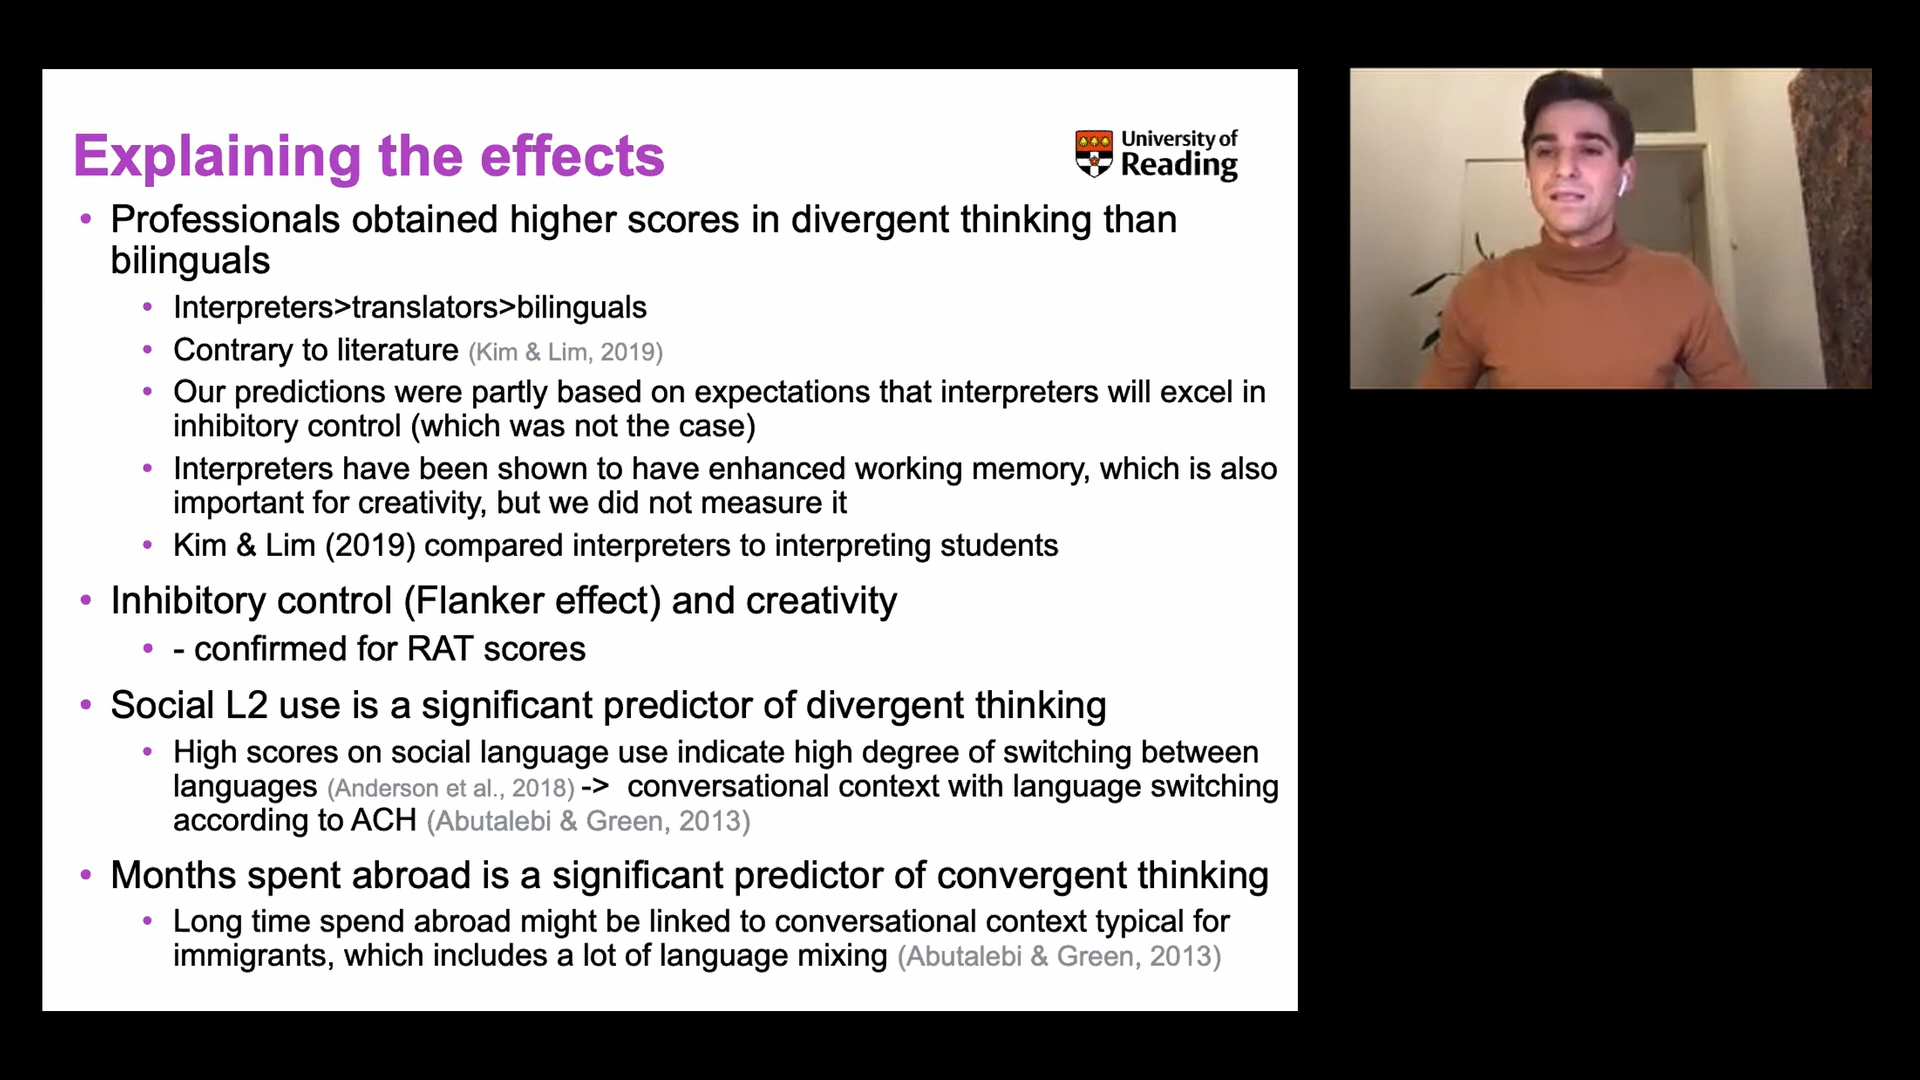 Explaining the effects
University of
Reading
• Professionals obtained higher scores in divergent thinking than
bilinguals
• Interpreters>translators>bilinguals
• Contrary to literature (Kim & Lim, 2019)
• Our predictions were partly based on expectations that interpreters will excel in
inhibitory control (which was not the case)
• Interpreters have been shown to have enhanced working memory, which is also
important for creativity, but we did not measure it
• Kim & Lim (2019) compared interpreters to interpreting students
• Inhibitory control (Flanker effect) and creativity
• - confirmed for RAT scores
• Social L2 use is a significant predictor of divergent thinking
• High scores on social language use indicate high degree of switching between
languages (Anderson et al., 2018) -> conversational context with language switching
according to ACH (Abutalebi & Green, 2013)
• Months spent abroad is a significant predictor of convergent thinking
• Long time spend abroad might be linked to conversational context typical for
immigrants, which includes a lot of language mixing (Abutalebi & Green, 2013)